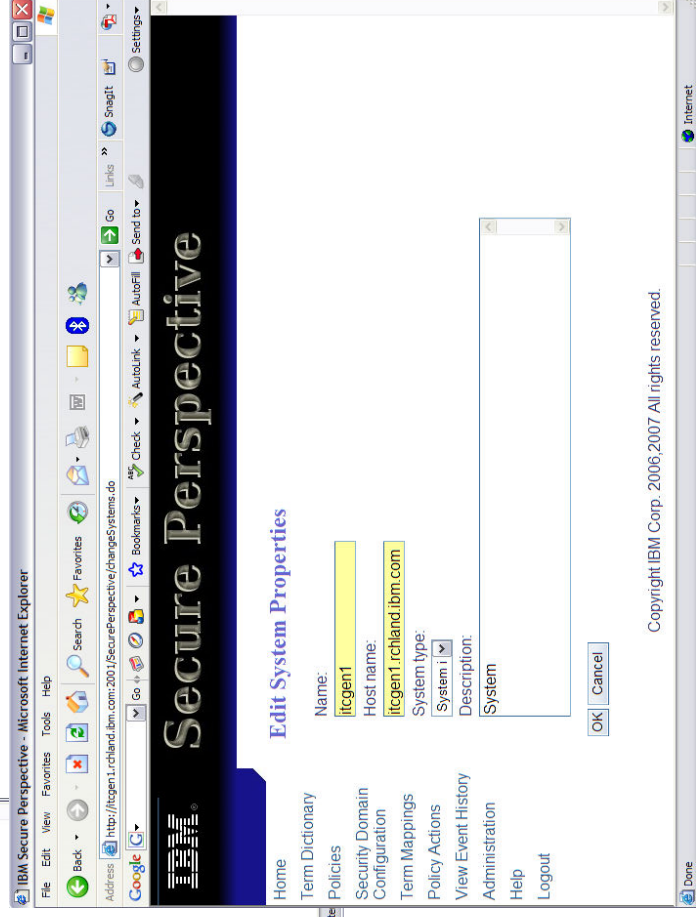 IBM Secure Perspective - Microsoft Internet Explorer
File Edit View Favorites Tools Help
Back Search Favorites
Address http://itcgen1.rchland.ibm.com:2001/SecurePerspective/changeSystems.do Go Links » SnagIt
Google G Go Bookmarks Check AutoLink AutoFill Send to Settings
IBM Secure Perspective
Home
Term Dictionary
Policies
Security Domain
Configuration
Term Mappings
Policy Actions
View Event History
Administration
Help
Logout
Edit System Properties
Name:
itcgen1
Host name:
itcgen1.rchland.ibm.com
System type:
System i
Description:
System
OK Cancel
Copyright IBM Corp. 2006,2007 All rights reserved.
Done Internet